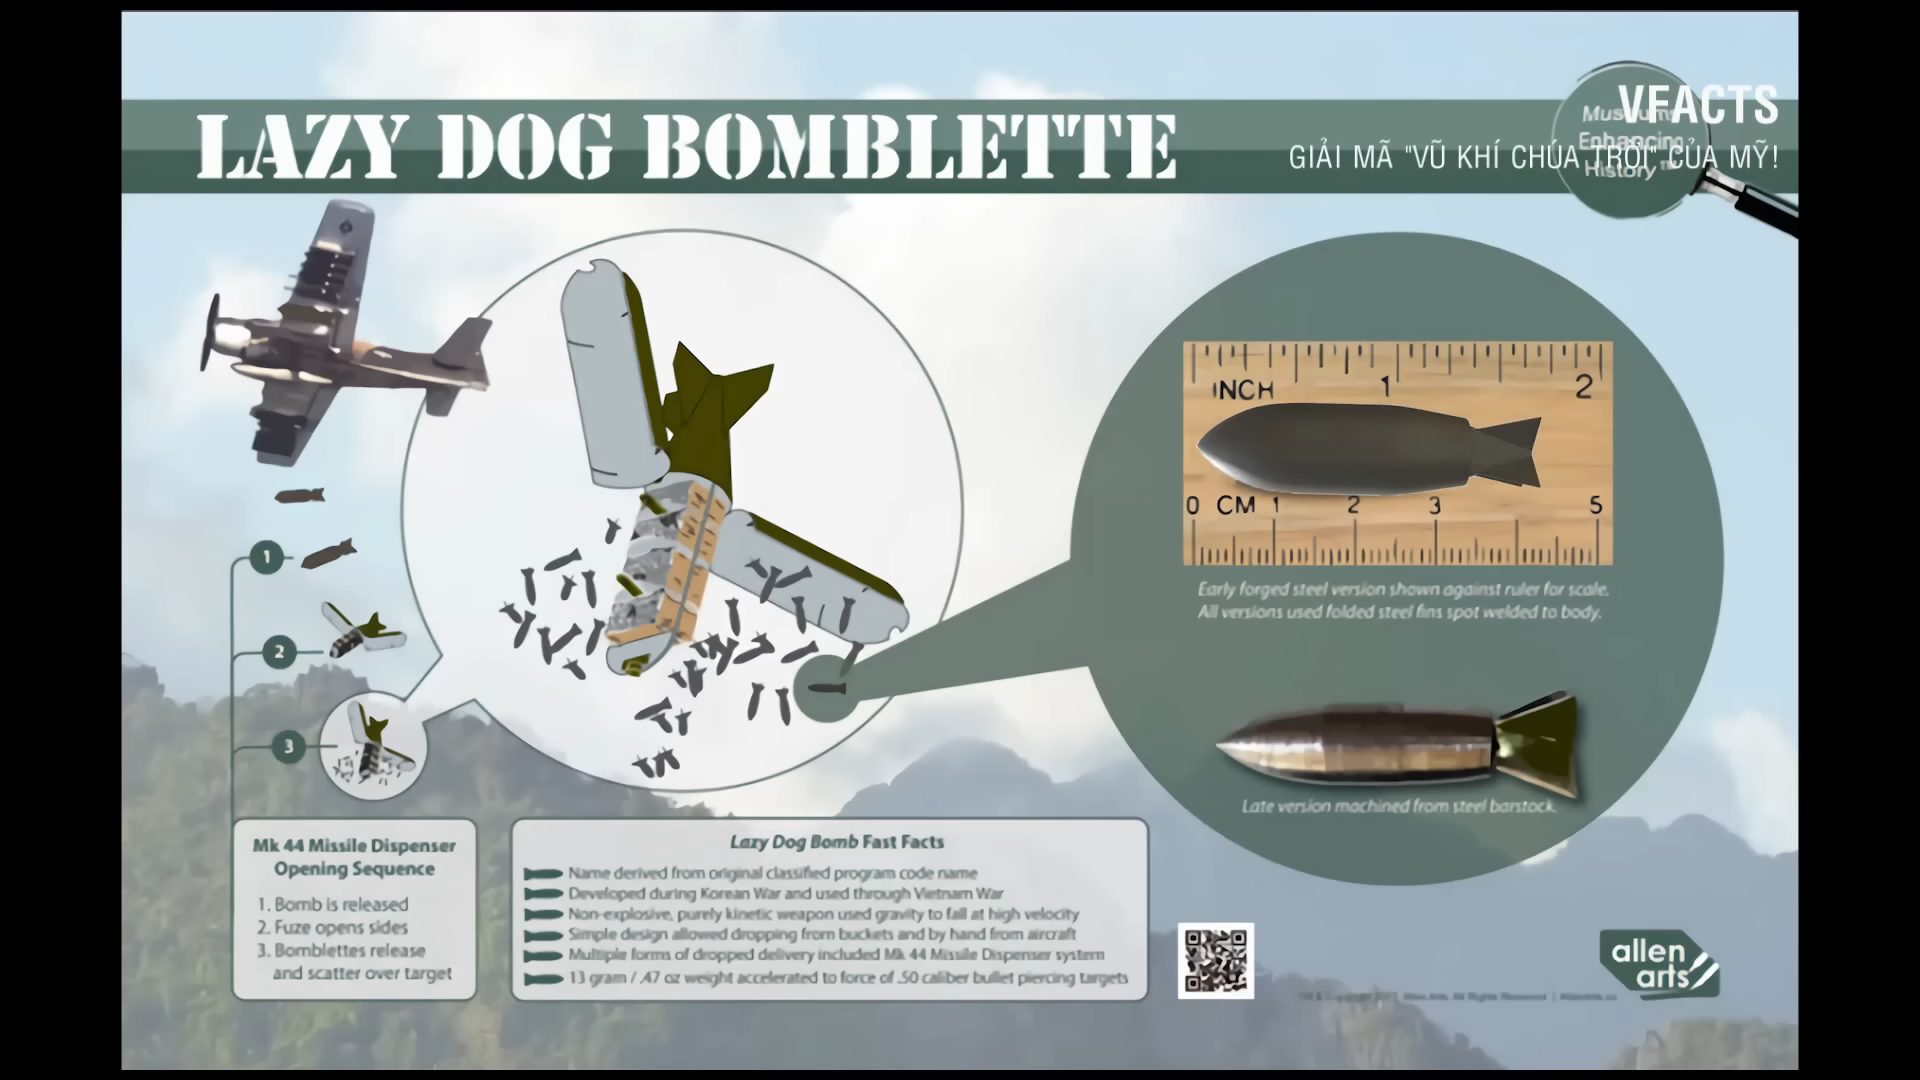 VFACTS
LAZY DOG BOMBLETTE
Museums
Enhancing
History
GIẢI MÃ "VŨ KHÍ CHÚA TRỜI" CỦA MỸ!
INCH 1 2
0 CM 1 2 3 5
Early forged steel version shown against ruler for scale.
All versions used folded steel fins spot welded to body.
Late version machined from steel barstock.
1
2
3
Mk 44 Missile Dispenser
Opening Sequence
1. Bomb is released
2. Fuze opens sides
3. Bomblettes release
and scatter over target
Lazy Dog Bomb Fast Facts
Name derived from original classified program code name
Developed during Korean War and used through Vietnam War
Non-explosive, purely kinetic weapon used gravity to fall at high velocity
Simple design allowed dropping from buckets and by hand from aircraft
Multiple forms of dropped delivery included Mk 44 Missile Dispenser system
13 gram / .47 oz weight accelerated to force of .50 caliber bullet piercing targets
allen
arts